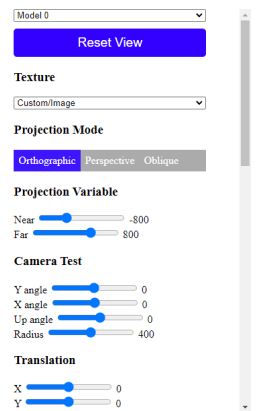 Model 0
Reset View
Texture
Custom/Image
Projection Mode
Orthographic Perspective Oblique
Projection Variable
Near -800
Far 800
Camera Test
Y angle 0
X angle 0
Up angle 0
Radius 400
Translation
X 0
Y 0